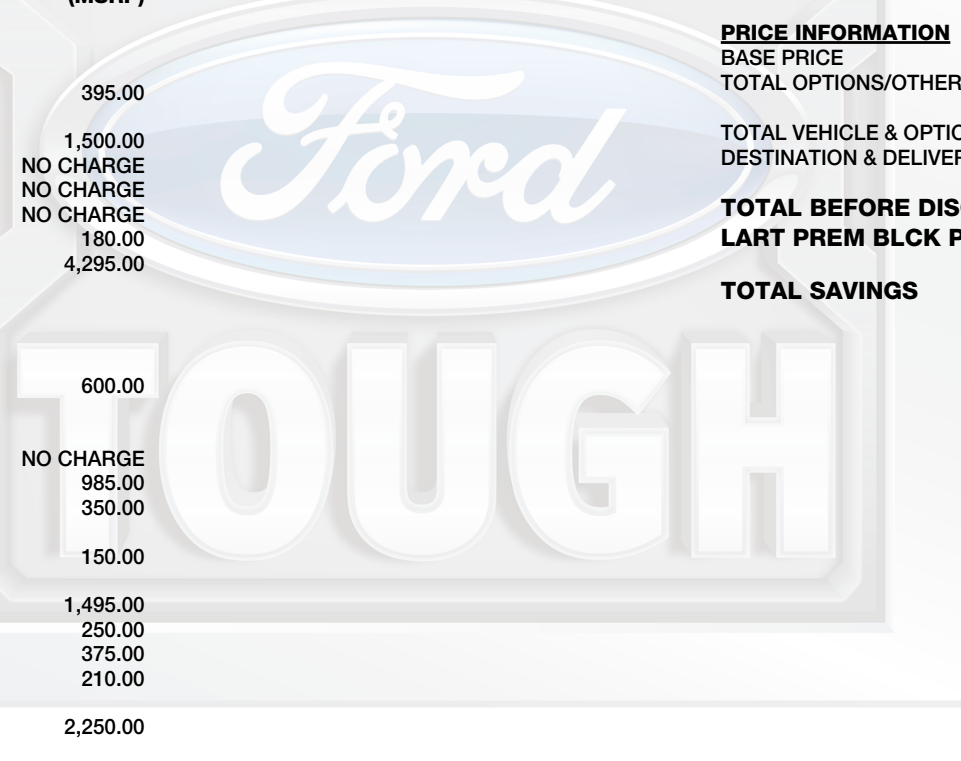 (MSRP)
395.00
1,500.00
NO CHARGE
NO CHARGE
NO CHARGE
180.00
4,295.00
600.00
NO CHARGE
985.00
350.00
150.00
1,495.00
250.00
375.00
210.00
2,250.00
Ford
TOUGH
PRICE INFORMATION
BASE PRICE
TOTAL OPTIONS/OTHER
TOTAL VEHICLE & OPTIO
DESTINATION & DELIVER
TOTAL BEFORE DIS
LART PREM BLCK P
TOTAL SAVINGS